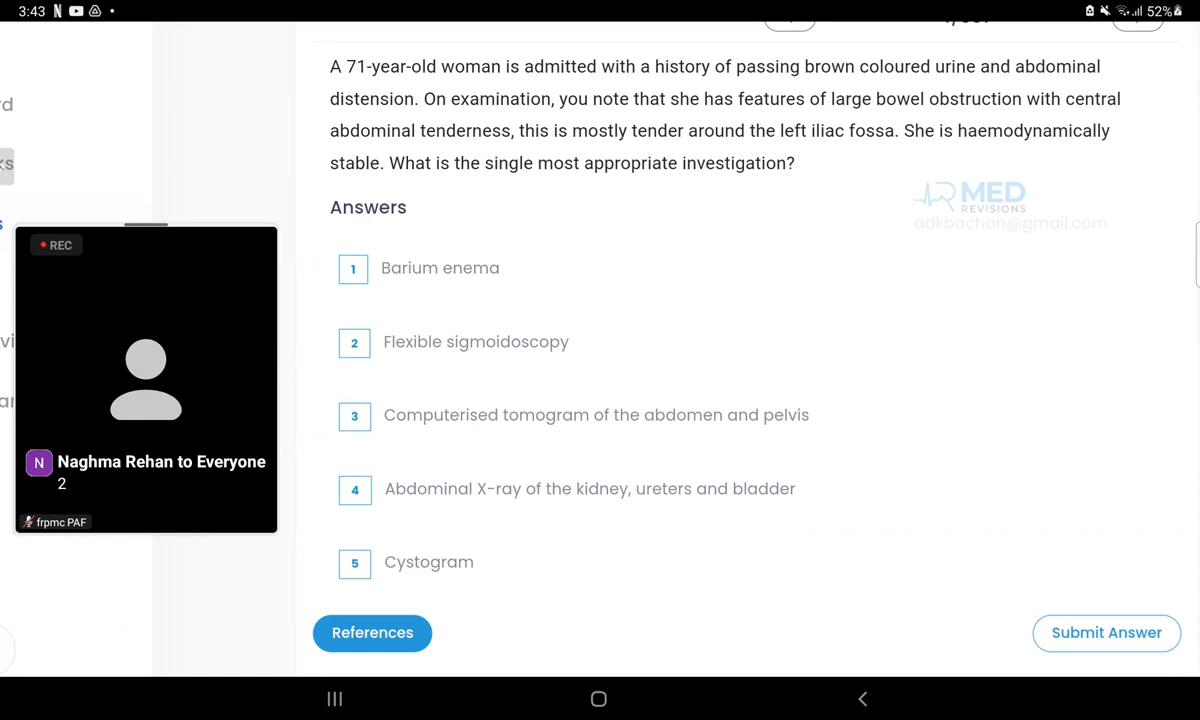 3:43 N
52%
A 71-year-old woman is admitted with a history of passing brown coloured urine and abdominal
distension. On examination, you note that she has features of large bowel obstruction with central
abdominal tenderness, this is mostly tender around the left iliac fossa. She is haemodynamically
stable. What is the single most appropriate investigation?
MED
REVISIONS
adkbachan@gmail.com
Answers
1 Barium enema
2 Flexible sigmoidoscopy
3 Computerised tomogram of the abdomen and pelvis
4 Abdominal X-ray of the kidney, ureters and bladder
5 Cystogram
References
Submit Answer
REC
N Naghma Rehan to Everyone
2
frpmc PAF